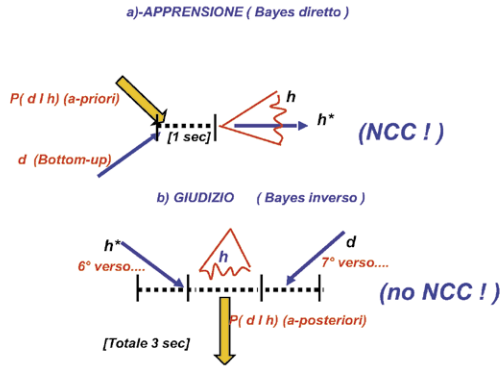 a)-APPRENSIONE ( Bayes diretto )
P( d I h) (a-priori)
h
h*
[1 sec]
(NCC ! )
d (Bottom-up)
b) GIUDIZIO ( Bayes inverso )
h*
d
6° verso....
h
7° verso....
(no NCC ! )
P( d I h) (a-posteriori)
[Totale 3 sec]